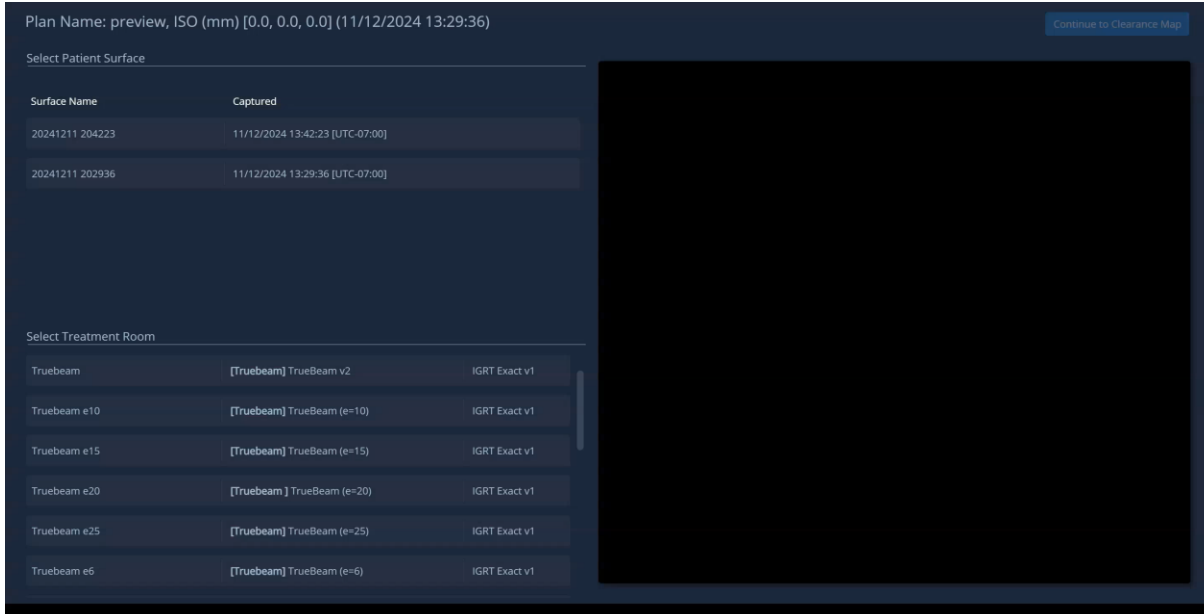 Plan Name: preview, ISO (mm) [0.0, 0.0, 0.0] (11/12/2024 13:29:36)
Continue to Clearance Map
Select Patient Surface
Surface Name Captured
20241211 204223 11/12/2024 13:42:23 [UTC-07:00]
20241211 202936 11/12/2024 13:29:36 [UTC-07:00]
Select Treatment Room
Truebeam [Truebeam] TrueBeam v2 IGRT Exact v1
Truebeam e10 [Truebeam] TrueBeam (e=10) IGRT Exact v1
Truebeam e15 [Truebeam] TrueBeam (e=15) IGRT Exact v1
Truebeam e20 [Truebeam ] TrueBeam (e=20) IGRT Exact v1
Truebeam e25 [Truebeam] TrueBeam (e=25) IGRT Exact v1
Truebeam e6 [Truebeam] TrueBeam (e=6) IGRT Exact v1